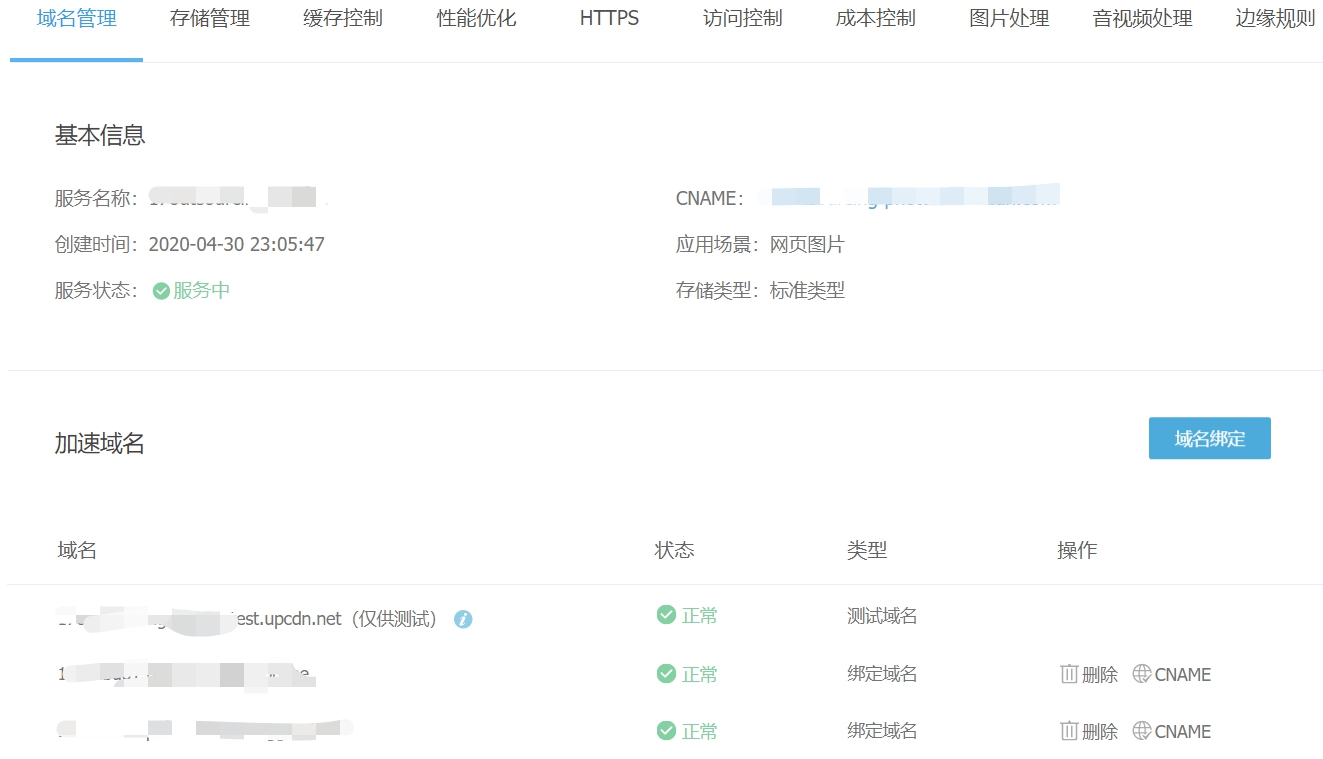 域名管理 存储管理 缓存控制 性能优化 HTTPS 访问控制 成本控制 图片处理 音视频处理 边缘规则
基本信息
服务名称： CNAME：
创建时间：2020-04-30 23:05:47 应用场景：网页图片
服务状态：服务中 存储类型：标准类型
加速域名 域名绑定
域名 状态 类型 操作
est.upcdn.net（仅供测试） 正常 测试域名
正常 绑定域名 删除 CNAME
正常 绑定域名 删除 CNAME